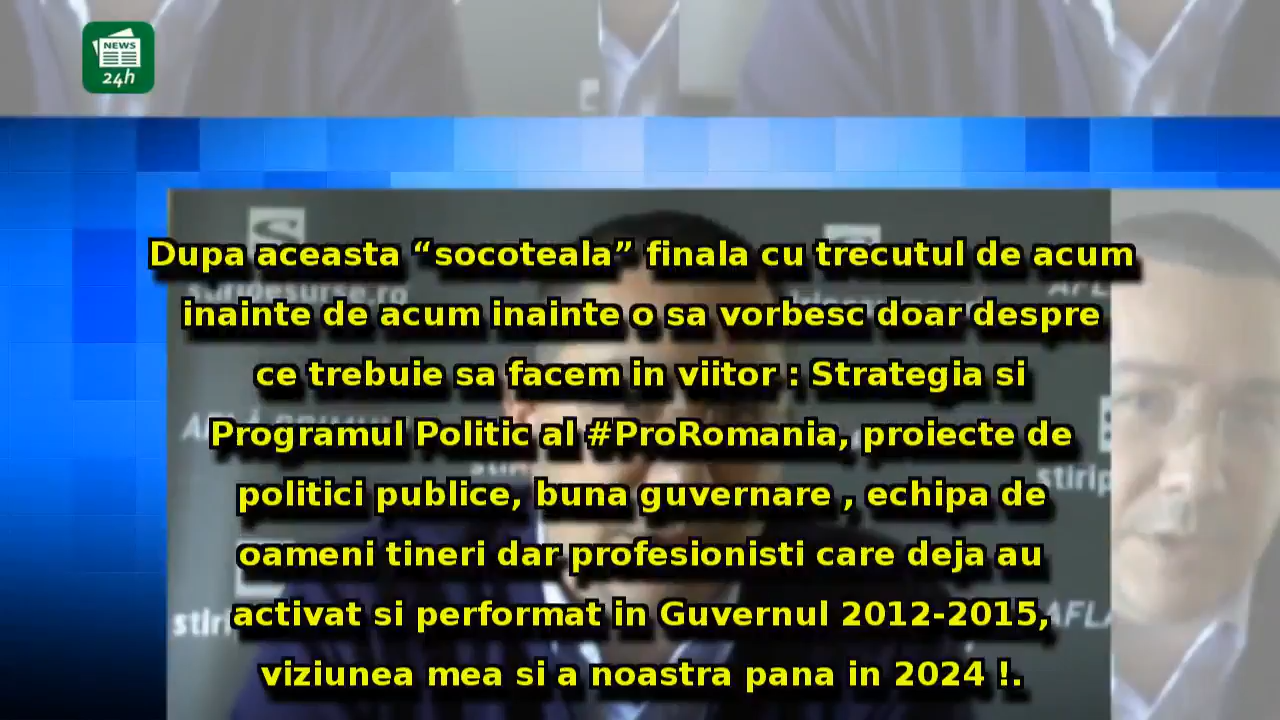 NEWS
24h
Dupa aceasta “socoteala” finala cu trecutul de acum
inainte de acum inainte o sa vorbesc doar despre
ce trebuie sa facem in viitor : Strategia si
Programul Politic al #ProRomania, proiecte de
politici publice, buna guvernare , echipa de
oameni tineri dar profesionisti care deja au
activat si performat in Guvernul 2012-2015,
viziunea mea si a noastra pana in 2024 !.